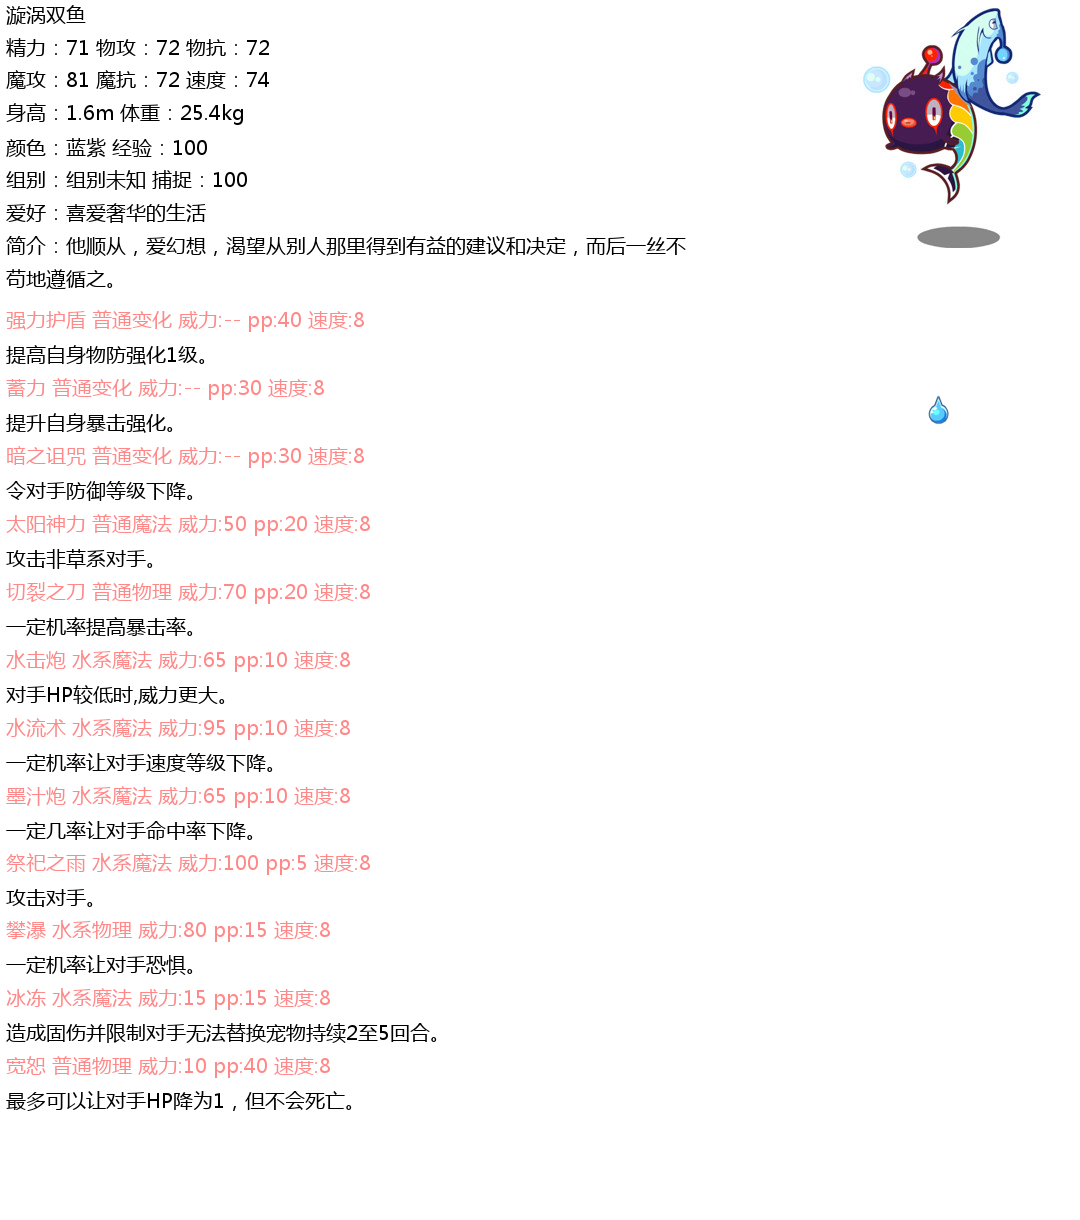 漩涡双鱼
精力：71 物攻：72 物抗：72
魔攻：81 魔抗：72 速度：74
身高：1.6m 体重：25.4kg
颜色：蓝紫 经验：100
组别：组别未知 捕捉：100
爱好：喜爱奢华的生活
简介：他顺从，爱幻想，渴望从别人那里得到有益的建议和决定，而后一丝不
苟地遵循之。
强力护盾 普通变化 威力:-- pp:40 速度:8
提高自身物防强化1级。
蓄力 普通变化 威力:-- pp:30 速度:8
提升自身暴击强化。
暗之诅咒 普通变化 威力:-- pp:30 速度:8
令对手防御等级下降。
太阳神力 普通魔法 威力:50 pp:20 速度:8
攻击非草系对手。
切裂之刀 普通物理 威力:70 pp:20 速度:8
一定机率提高暴击率。
水击炮 水系魔法 威力:65 pp:10 速度:8
对手HP较低时,威力更大。
水流术 水系魔法 威力:95 pp:10 速度:8
一定机率让对手速度等级下降。
墨汁炮 水系魔法 威力:65 pp:10 速度:8
一定几率让对手命中率下降。
祭祀之雨 水系魔法 威力:100 pp:5 速度:8
攻击对手。
攀瀑 水系物理 威力:80 pp:15 速度:8
一定机率让对手恐惧。
冰冻 水系魔法 威力:15 pp:15 速度:8
造成固伤并限制对手无法替换宠物持续2至5回合。
宽恕 普通物理 威力:10 pp:40 速度:8
最多可以让对手HP降为1，但不会死亡。